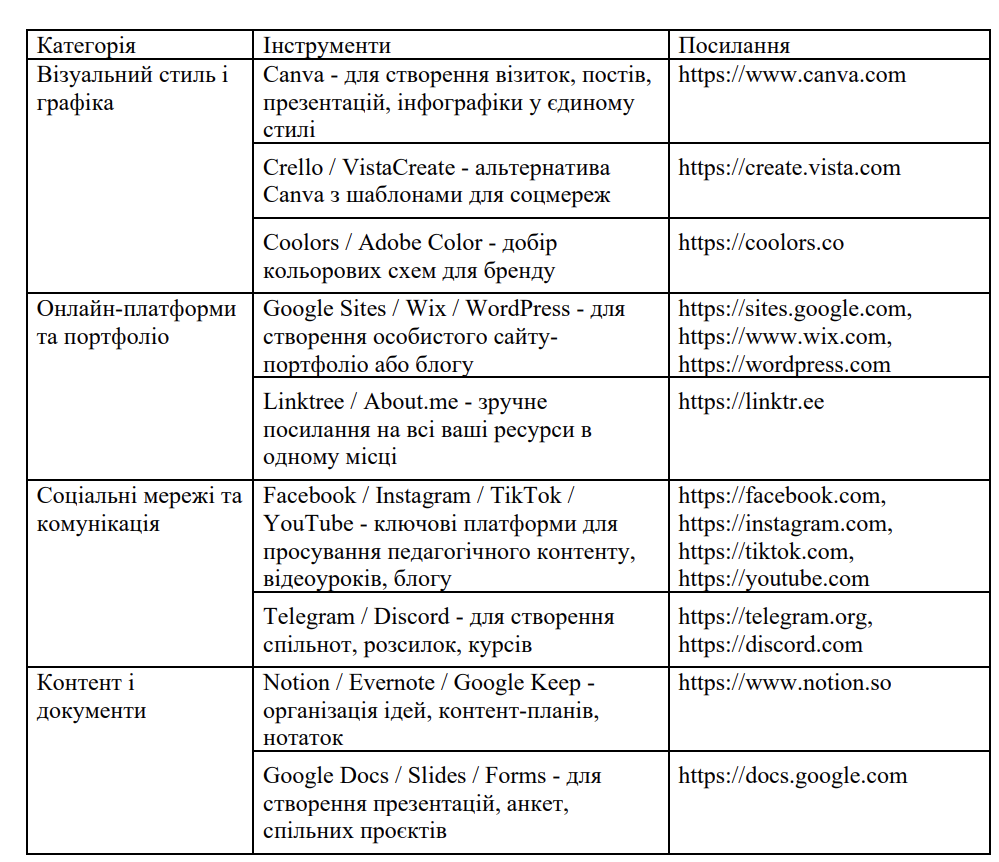 Категорія
Інструменти
Посилання
Візуальний стиль і
графіка
Canva - для створення візиток, постів,
презентацій, інфографіки у єдиному
стилі
https://www.canva.com
Crello / VistaCreate - альтернатива
Canva з шаблонами для соцмереж
https://create.vista.com
Coolors / Adobe Color - добір
кольорових схем для бренду
https://coolors.co
Онлайн-платформи
та портфоліо
Google Sites / Wix / WordPress - для
створення особистого сайту-
портфоліо або блогу
https://sites.google.com,
https://www.wix.com,
https://wordpress.com
Linktree / About.me - зручне
посилання на всі ваші ресурси в
одному місці
https://linktr.ee
Соціальні мережі та
комунікація
Facebook / Instagram / TikTok /
YouTube - ключові платформи для
просування педагогічного контенту,
відеоуроків, блогу
https://facebook.com,
https://instagram.com,
https://tiktok.com,
https://youtube.com
Telegram / Discord - для створення
спільнот, розсилок, курсів
https://telegram.org,
https://discord.com
Контент і
документи
Notion / Evernote / Google Keep -
організація ідей, контент-планів,
нотаток
https://www.notion.so
Google Docs / Slides / Forms - для
створення презентацій, анкет,
спільних проєктів
https://docs.google.com